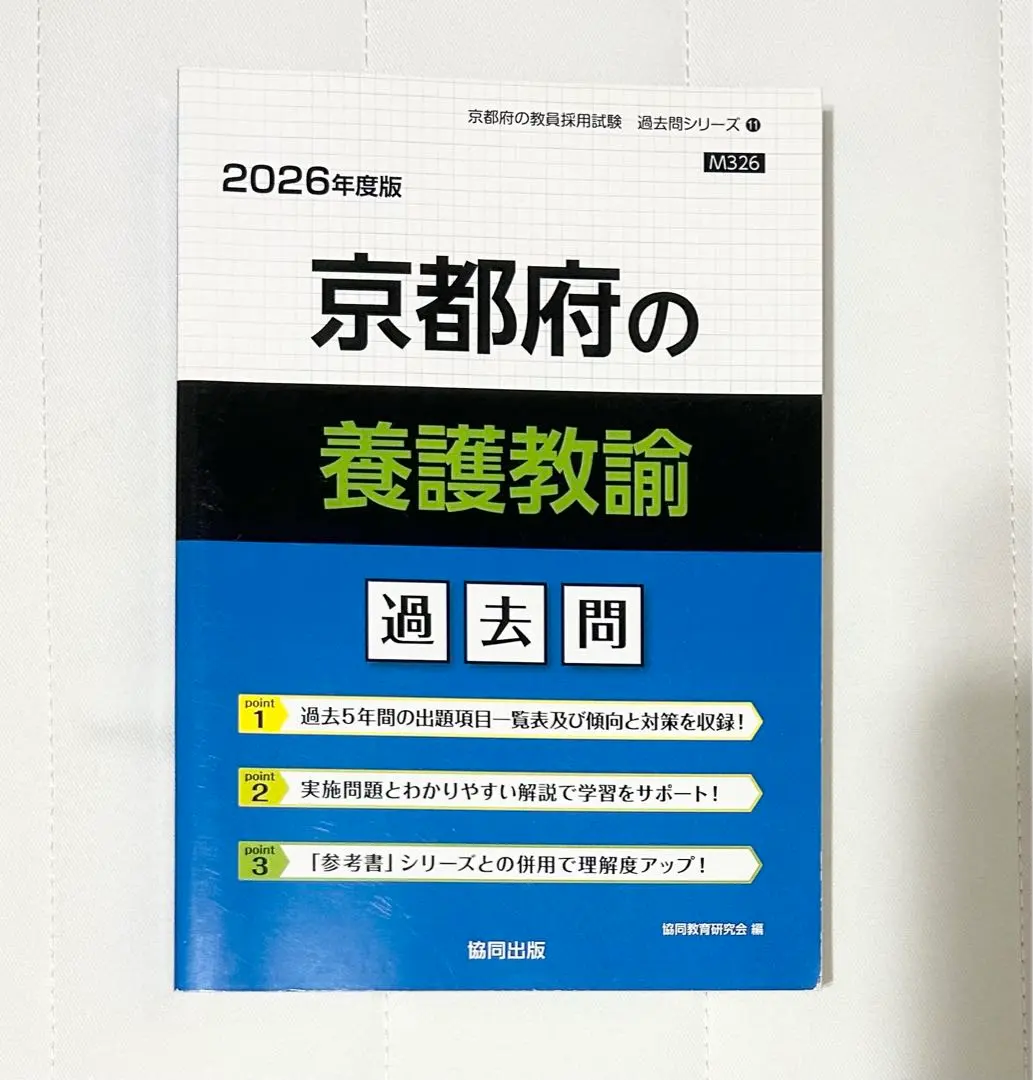 京都府の教員採用試験 過去問シリーズ⓫
M326
2026年度版
京都府の
養護教諭
過去問
point 1 過去5年間の出題項目一覧表及び傾向と対策を収録！
point 2 実施問題とわかりやすい解説で学習をサポート！
point 3 「参考書」シリーズとの併用で理解度アップ！
協同教育研究会 編
協同出版